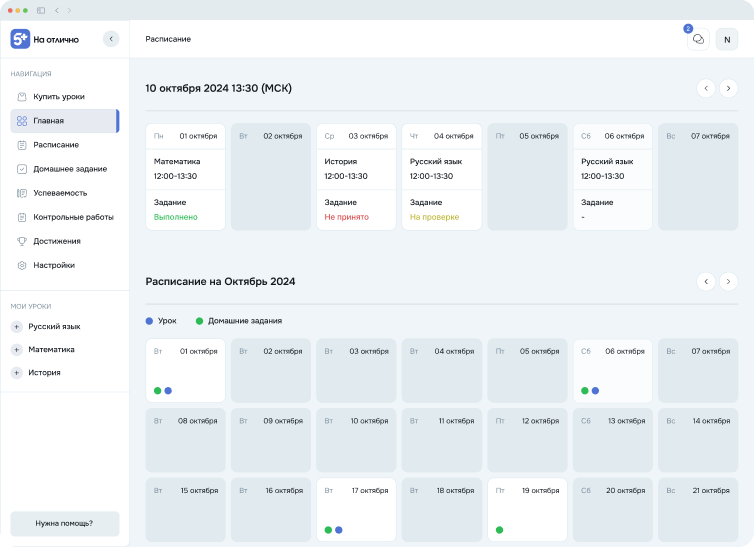 5+ На отлично
НАВИГАЦИЯ
Купить уроки
Главная
Расписание
Домашнее задание
Успеваемость
Контрольные работы
Достижения
Настройки
МОИ УРОКИ
+ Русский язык
+ Математика
+ История
Нужна помощь?
Расписание
2
N
10 октября 2024 13:30 (МСК)
Пн 01 октября
Математика
12:00-13:30
Задание
Выполнено
Вт 02 октября
Ср 03 октября
История
12:00-13:30
Задание
Не принято
Чт 04 октября
Русский язык
12:00-13:30
Задание
На проверке
Пт 05 октября
Сб 06 октября
Русский язык
12:00-13:30
Задание
-
Вс 07 октября
Расписание на Октябрь 2024
Урок Домашние задания
Вт 01 октября Вт 02 октября Вт 03 октября Вт 04 октября Пт 05 октября Сб 06 октября Вс 07 октября
Вт 08 октября Вт 09 октября Вт 10 октября Вт 11 октября Пт 12 октября Сб 13 октября Вс 14 октября
Вт 15 октября Вт 16 октября Вт 17 октября Вт 18 октября Пт 19 октября Сб 20 октября Вс 21 октября